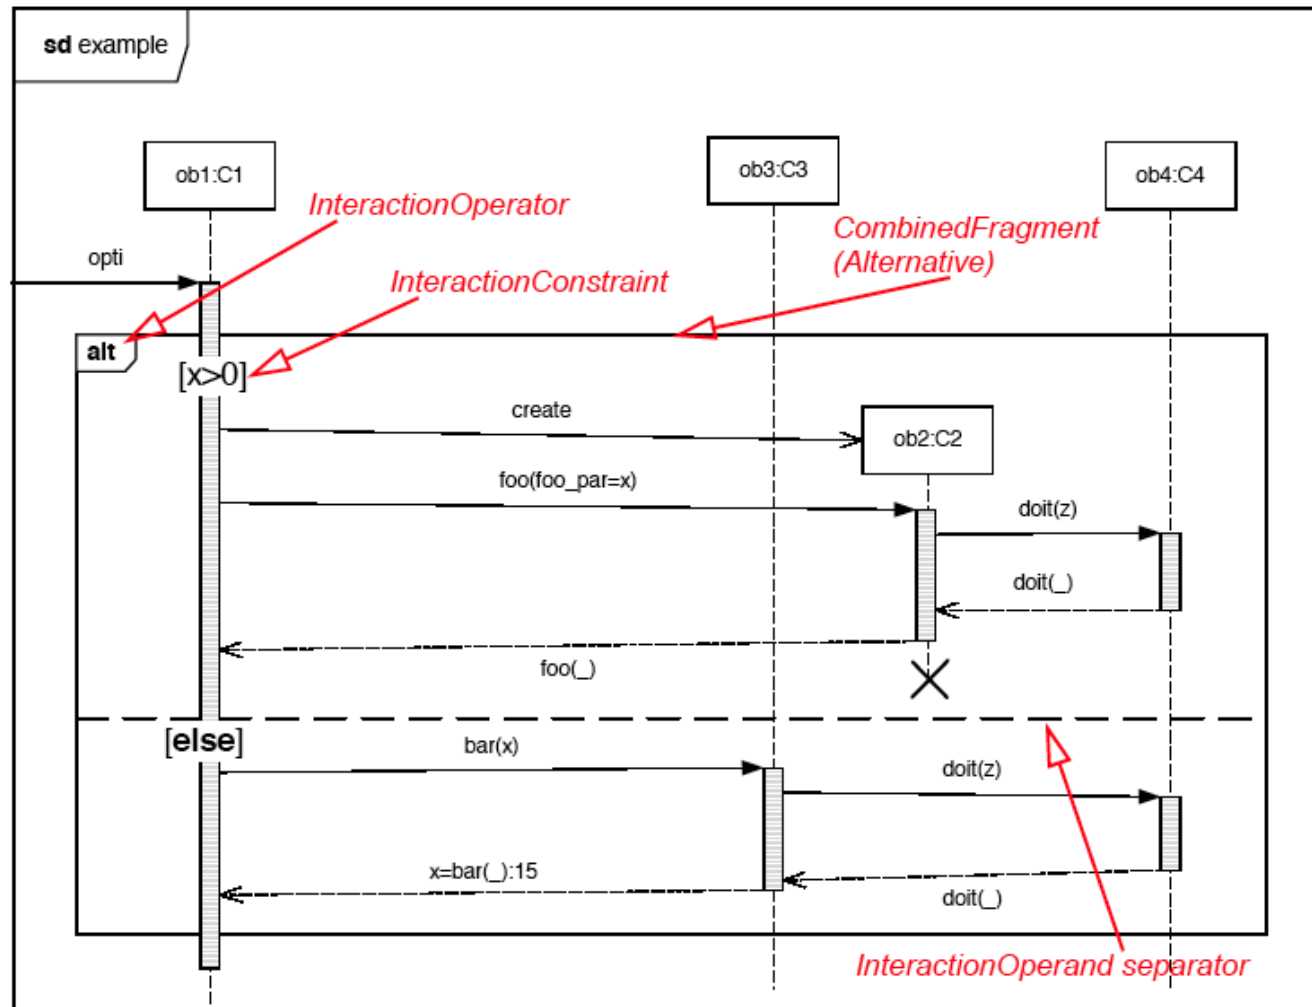 sd example
ob1:C1
ob3:C3
ob4:C4
InteractionOperator
CombinedFragment
(Alternative)
opti
InteractionConstraint
alt
[x>0]
create
ob2:C2
foo(foo_par=x)
doit(z)
doit(_)
foo(_)
[else]
bar(x)
doit(z)
x=bar(_):15
doit(_)
InteractionOperand separator